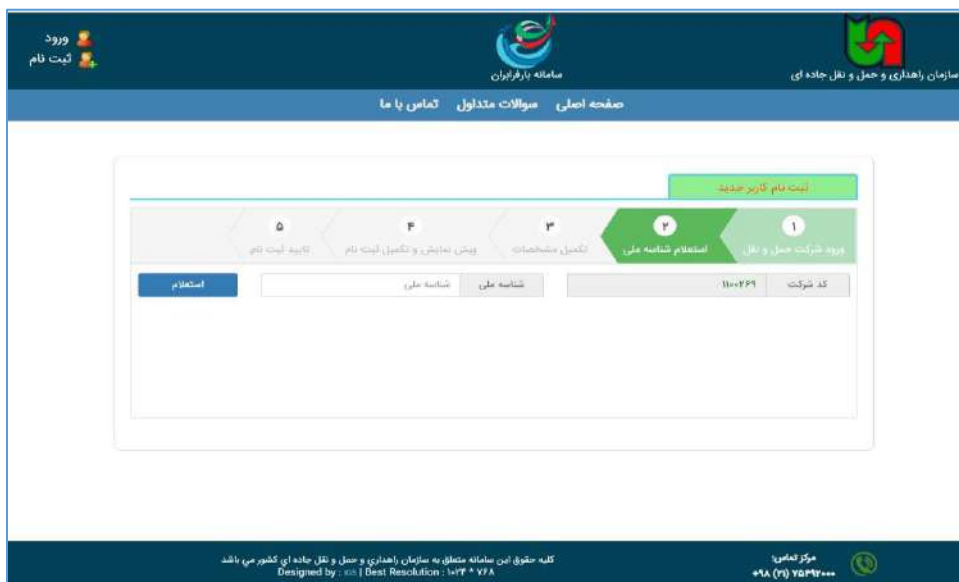 ورود
ثبت نام
سامانه بارفرابران
سازمان راهداری و حمل و نقل جاده ای
صفحه اصلی سوالات متداول تماس با ما
ثبت نام کاربر جدید
۱ ۲ ۳ ۴ ۵
ورود شرکت حمل و نقل استعلام شناسه ملی تکمیل مشخصات پیش نمایش و تکمیل ثبت نام تایید ثبت نام
کد شرکت ۱۱۰۰۲۶۹ شناسه ملی شناسه ملی استعلام
مرکز تماس:
+۹۸ (۲۱) ۷۵۴۹۲۰۰۰
کلیه حقوق این سامانه متعلق به سازمان راهداری و حمل و نقل جاده ای کشور می باشد
Designed by : | Best Resolution : ۱۰۲۴ * ۷۶۸